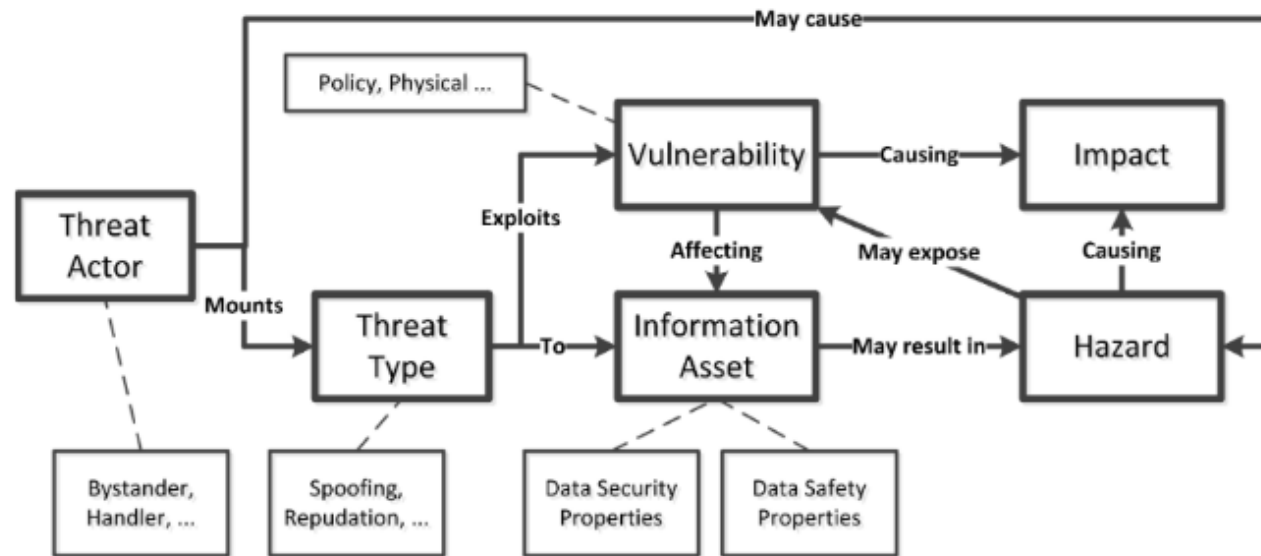 May cause
Policy, Physical ...
Vulnerability
Causing
Impact
Threat
Actor
Exploits
Affecting
May expose
Causing
Mounts
Threat
Type
To
Information
Asset
May result in
Hazard
Bystander,
Handler, ...
Spoofing,
Repudation, ...
Data Security
Properties
Data Safety
Properties